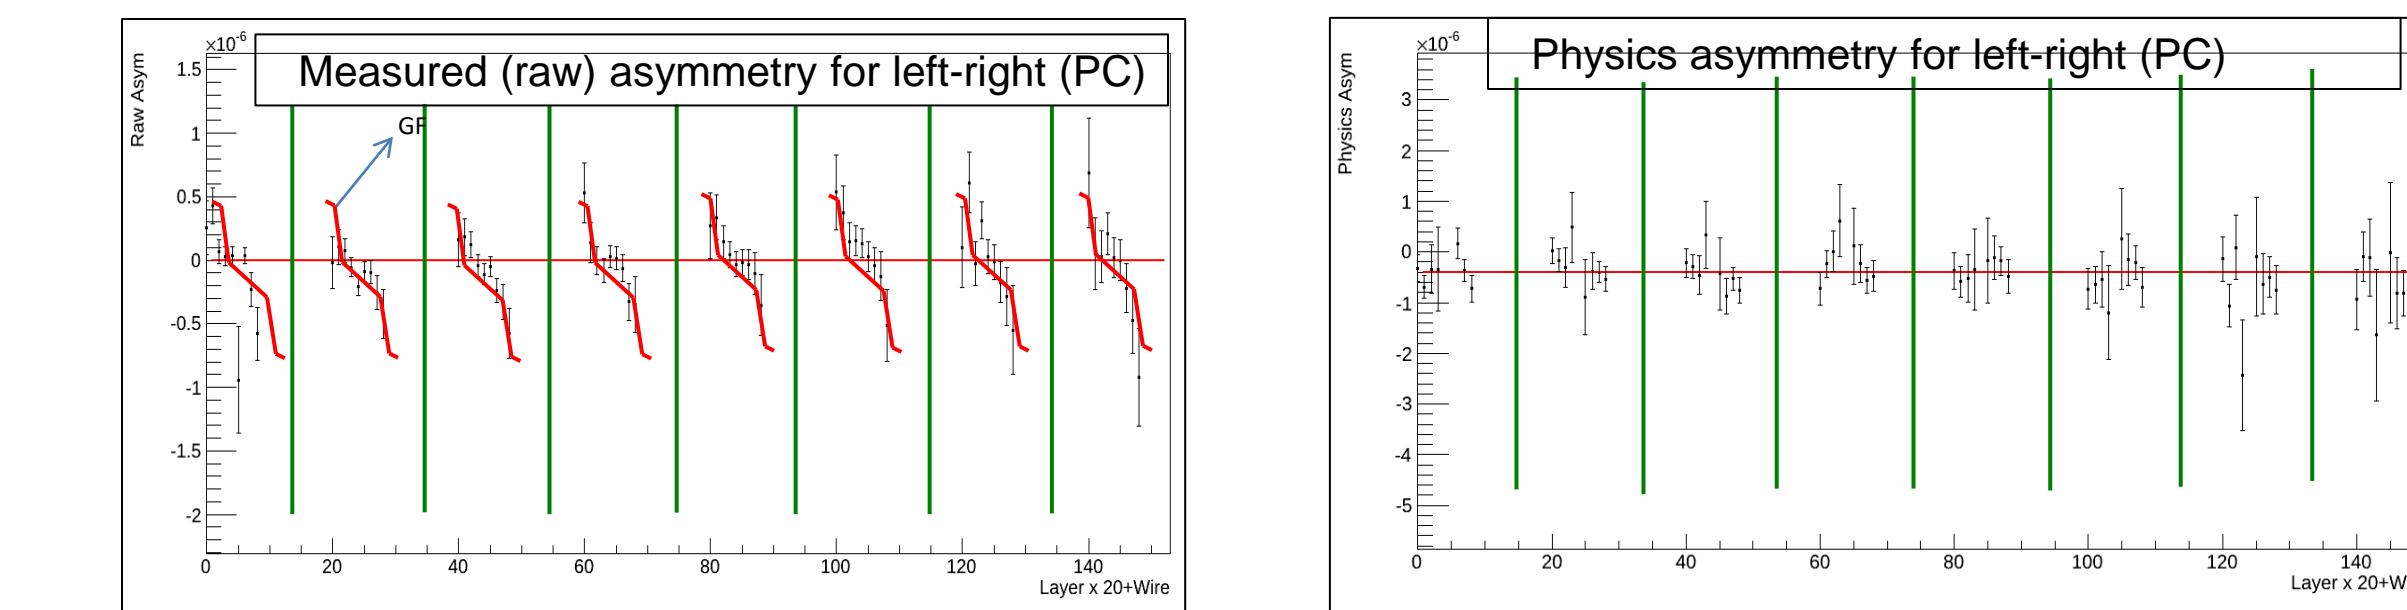 ×10⁻⁶
Measured (raw) asymmetry for left-right (PC)
Raw Asym
GF
1.5
1
0.5
0
-0.5
-1
-1.5
-2
0 20 40 60 80 100 120 140
Layer x 20+Wire
×10⁻⁶
Physics asymmetry for left-right (PC)
Physics Asym
3
2
1
0
-1
-2
-3
-4
-5
0 20 40 60 80 100 120 140
Layer x 20+W